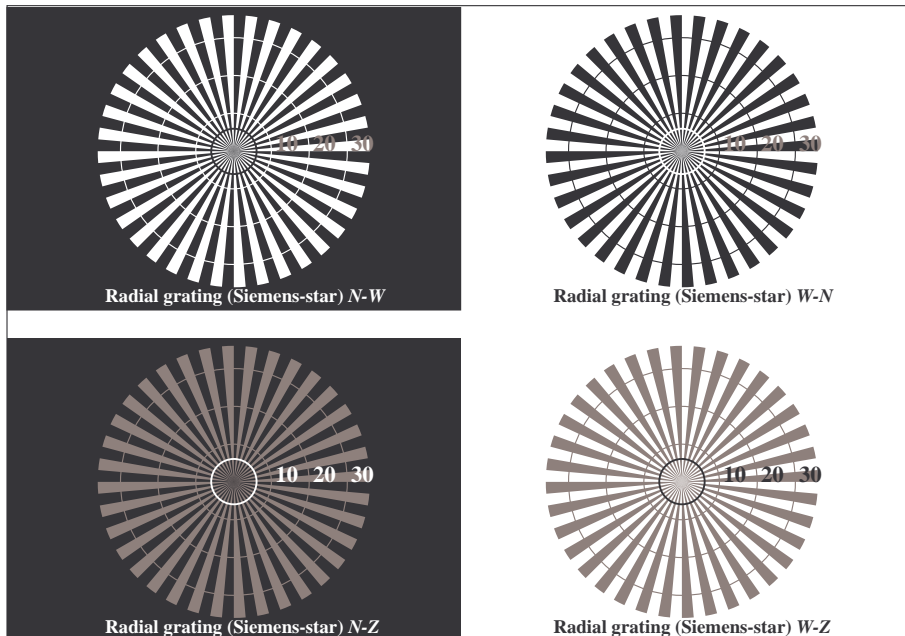 10 20 30
Radial grating (Siemens-star) N-W
10 20 30
Radial grating (Siemens-star) W-N
10 20 30
Radial grating (Siemens-star) N-Z
10 20 30
Radial grating (Siemens-star) W-Z